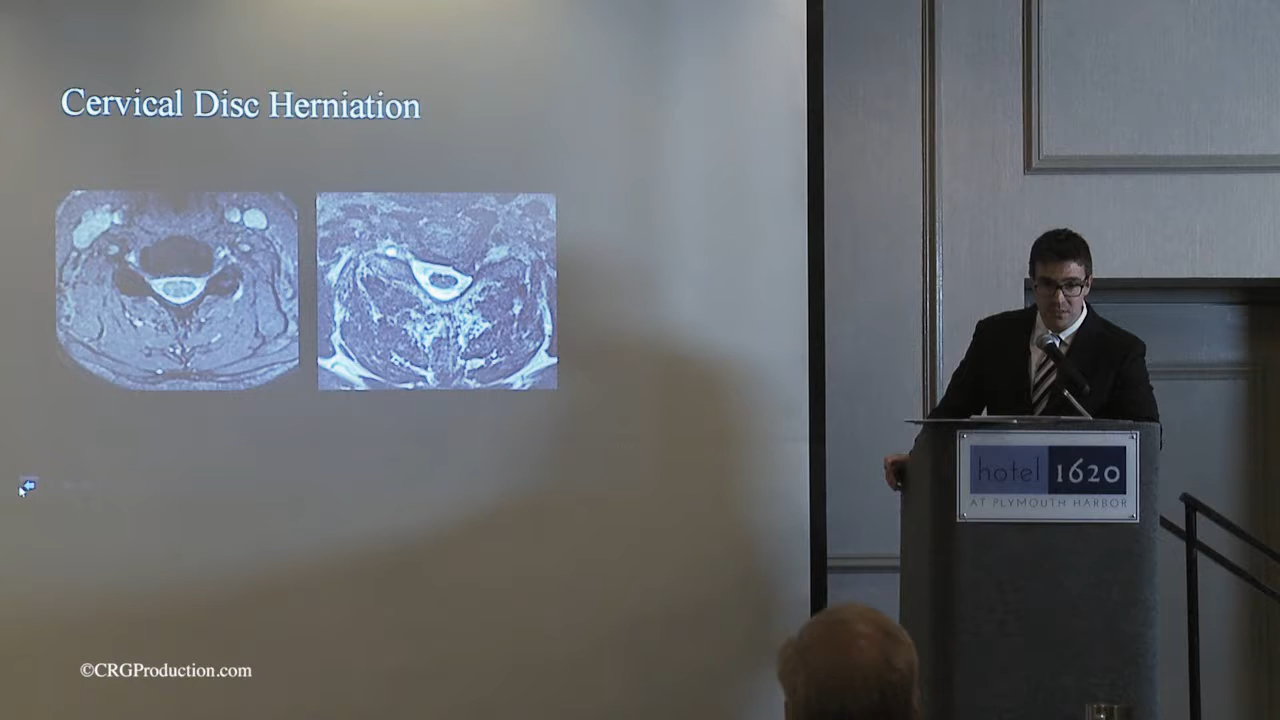 Cervical Disc Herniation
hotel 1620
AT PLYMOUTH HARBOR
©CRGProduction.com